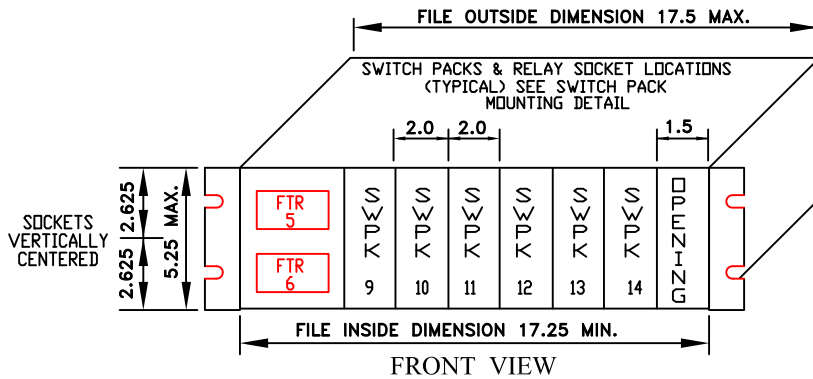 FILE OUTSIDE DIMENSION 17.5 MAX.
SWITCH PACKS & RELAY SOCKET LOCATIONS
(TYPICAL) SEE SWITCH PACK
MOUNTING DETAIL
2.0
2.0
1.5
SOCKETS
VERTICALLY
CENTERED
2.625
2.625
5.25 MAX.
FTR
5
FTR
6
SWPK
9
SWPK
10
SWPK
11
SWPK
12
SWPK
13
SWPK
14
OPENING
FILE INSIDE DIMENSION 17.25 MIN.
FRONT VIEW